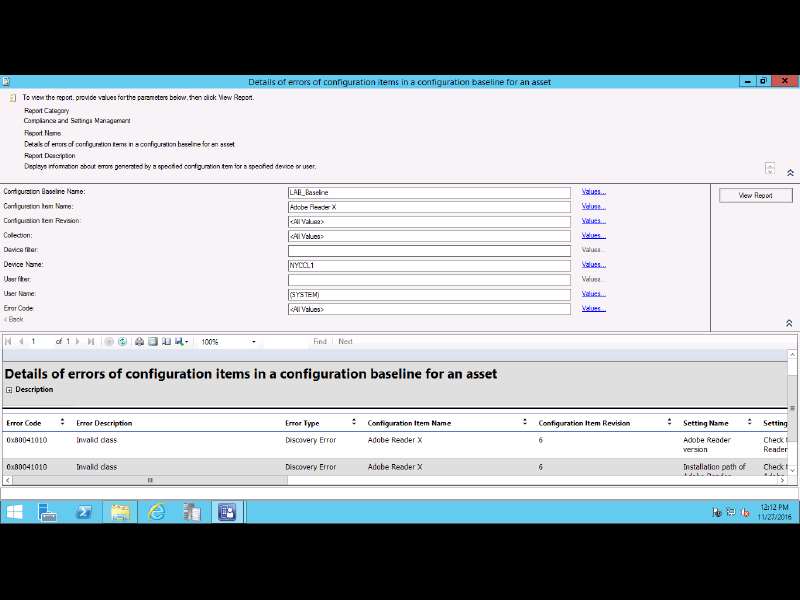 Details of errors of configuration items in a configuration baseline for an asset
To view the report, provide values for the parameters below, then click View Report.
Report Category
Compliance and Settings Management
Report Name
Details of errors of configuration items in a configuration baseline for an asset
Report Description
Displays information about errors generated by a specified configuration item for a specified device or user.
Configuration Baseline Name: LAB_Baseline Values...
View Report
Configuration Item Name: Adobe Reader X Values...
Configuration Item Revision: <All Values> Values...
Collection: <All Values> Values...
Device filter: Values...
Device Name: NYCCL1 Values...
User filter: Values...
User Name: (SYSTEM) Values...
Error Code: <All Values> Values...
< Back
1 of 1 100% Find Next
Details of errors of configuration items in a configuration baseline for an asset
Description
Error Code Error Description Error Type Configuration Item Name Configuration Item Revision Setting Name Setting
0x80041010 Invalid class Discovery Error Adobe Reader X 6 Adobe Reader version Check Reader
0x80041010 Invalid class Discovery Error Adobe Reader X 6 Installation path of Check
12:12 PM
11/27/2016